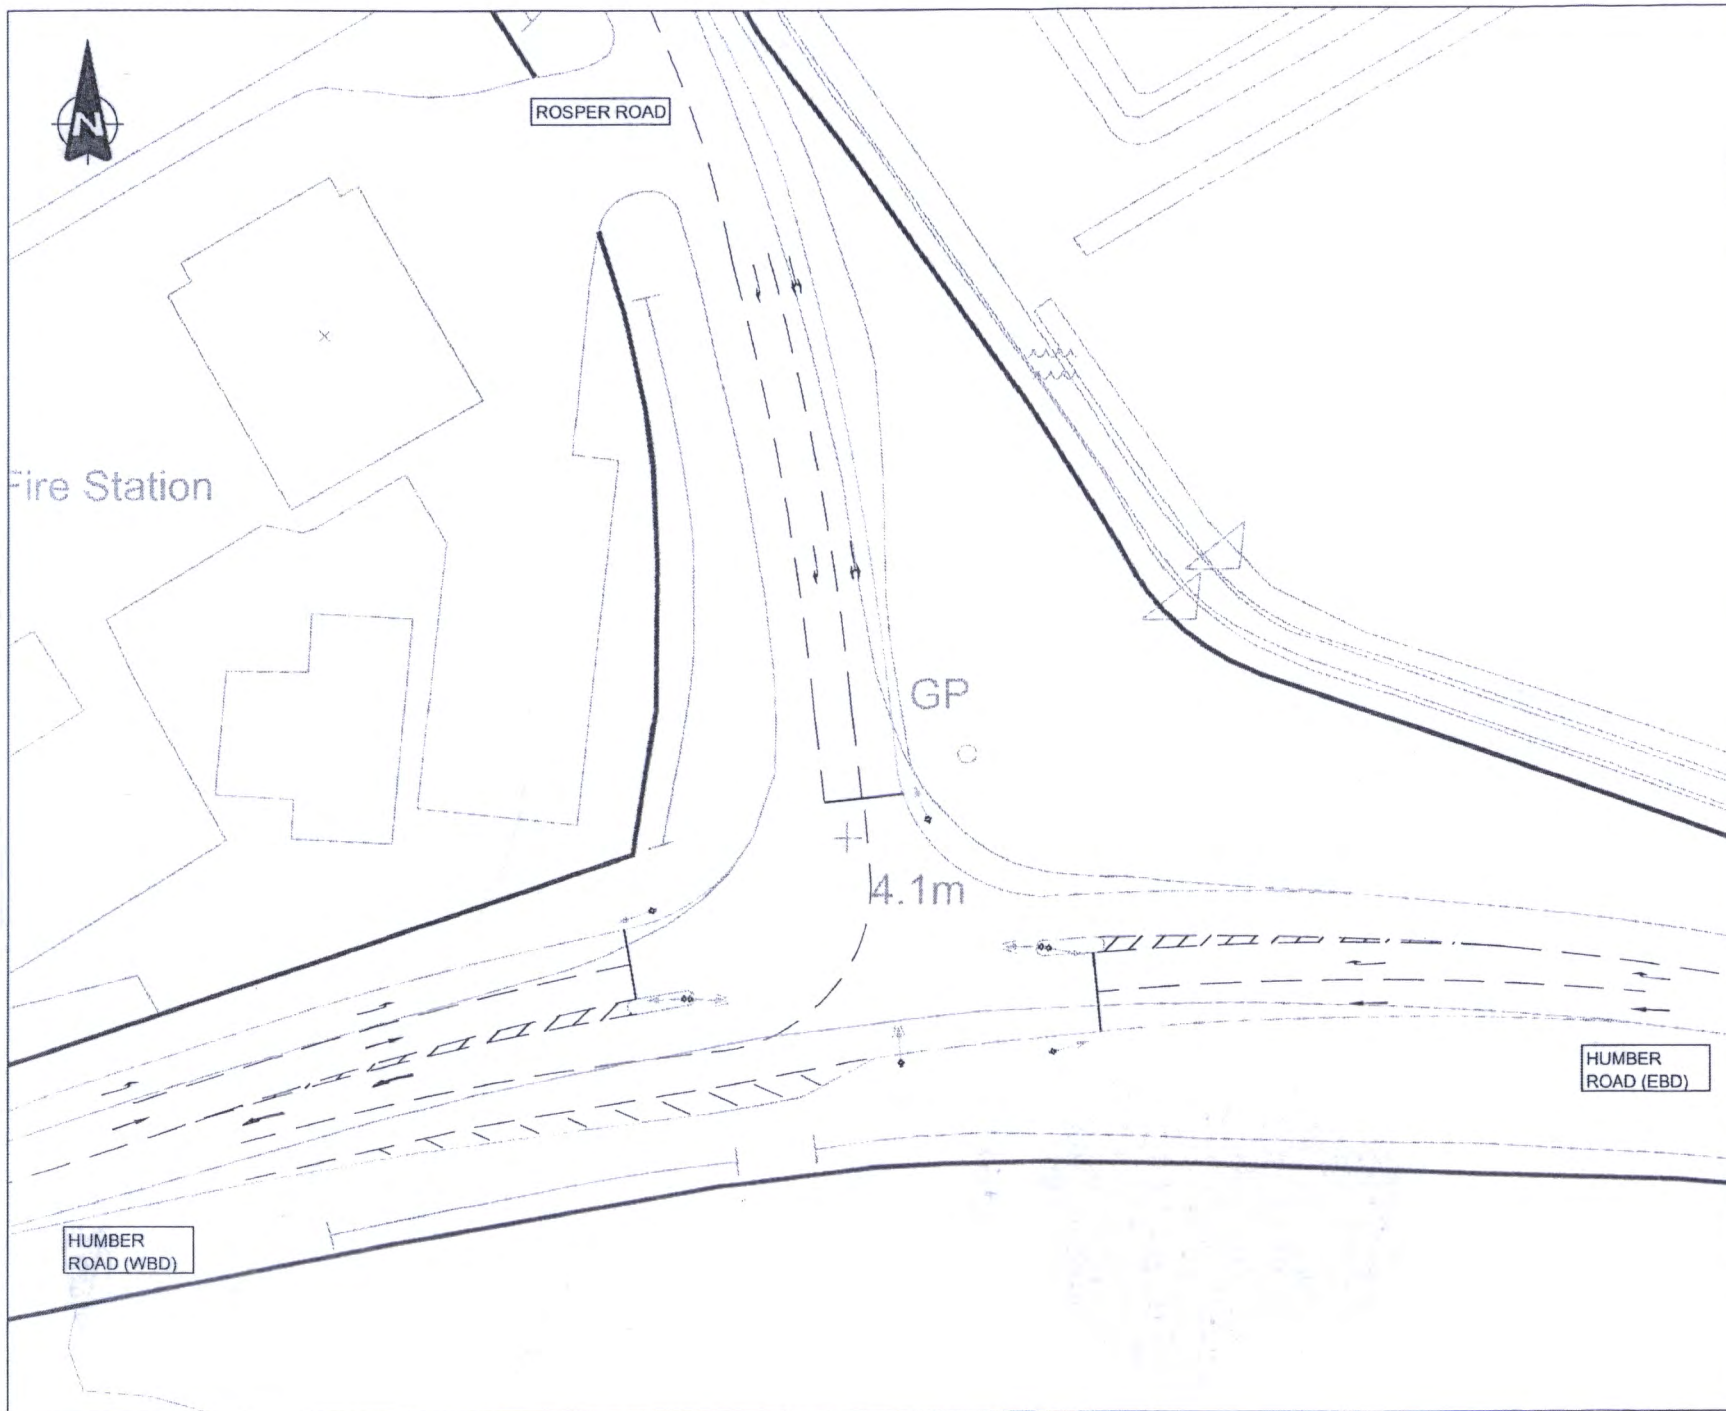 N
ROSPER ROAD
Fire Station
GP
4.1m
HUMBER
ROAD (EBD)
HUMBER
ROAD (WBD)